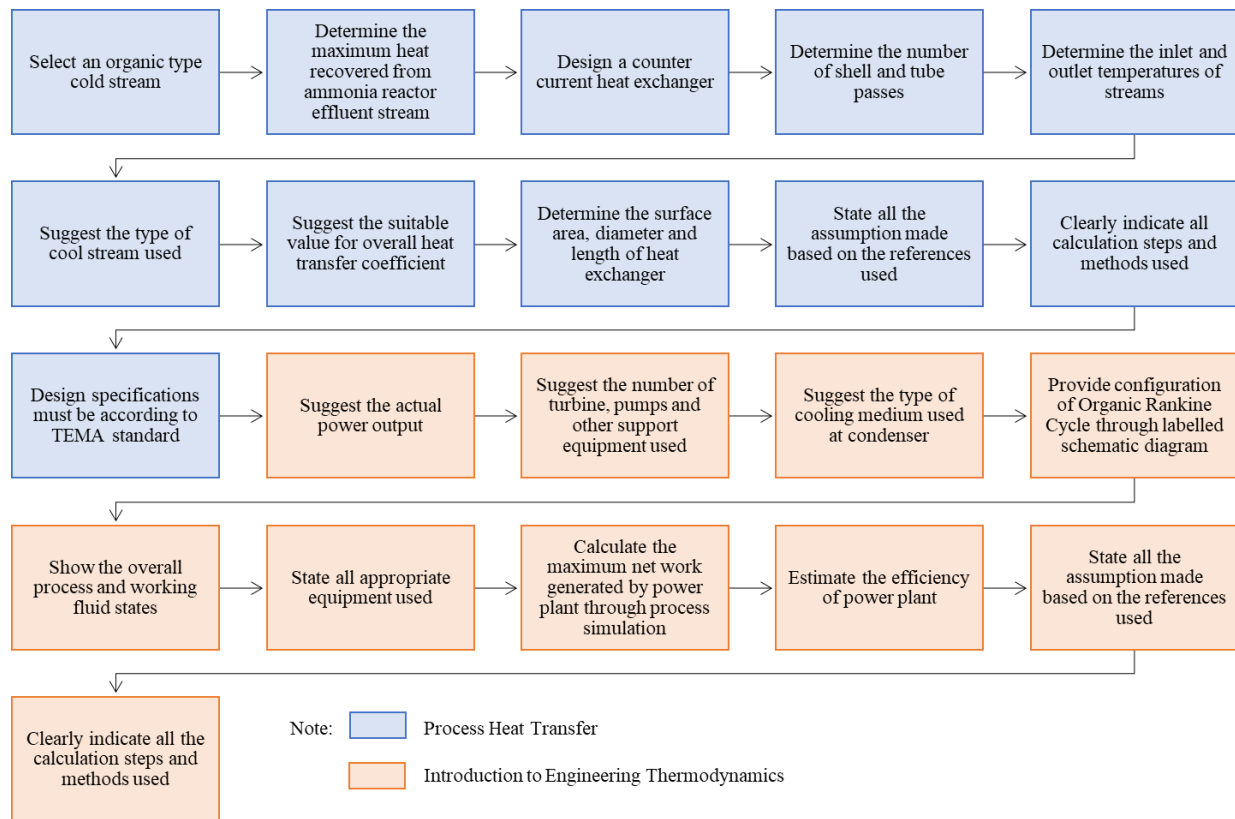 Select an organic type
cold stream
Determine the
maximum heat
recovered from
ammonia reactor
effluent stream
Design a counter
current heat exchanger
Determine the number
of shell and tube
passes
Determine the inlet and
outlet temperatures of
streams
Suggest the type of
cool stream used
Suggest the suitable
value for overall heat
transfer coefficient
Determine the surface
area, diameter and
length of heat
exchanger
State all the
assumption made
based on the references
used
Clearly indicate all
calculation steps and
methods used
Design specifications
must be according to
TEMA standard
Suggest the actual
power output
Suggest the number of
turbine, pumps and
other support
equipment used
Suggest the type of
cooling medium used
at condenser
Provide configuration
of Organic Rankine
Cycle through labelled
schematic diagram
Show the overall
process and working
fluid states
State all appropriate
equipment used
Calculate the
maximum net work
generated by power
plant through process
simulation
Estimate the efficiency
of power plant
State all the
assumption made
based on the references
used
Clearly indicate all the
calculation steps and
methods used
Note:
Process Heat Transfer
Introduction to Engineering Thermodynamics